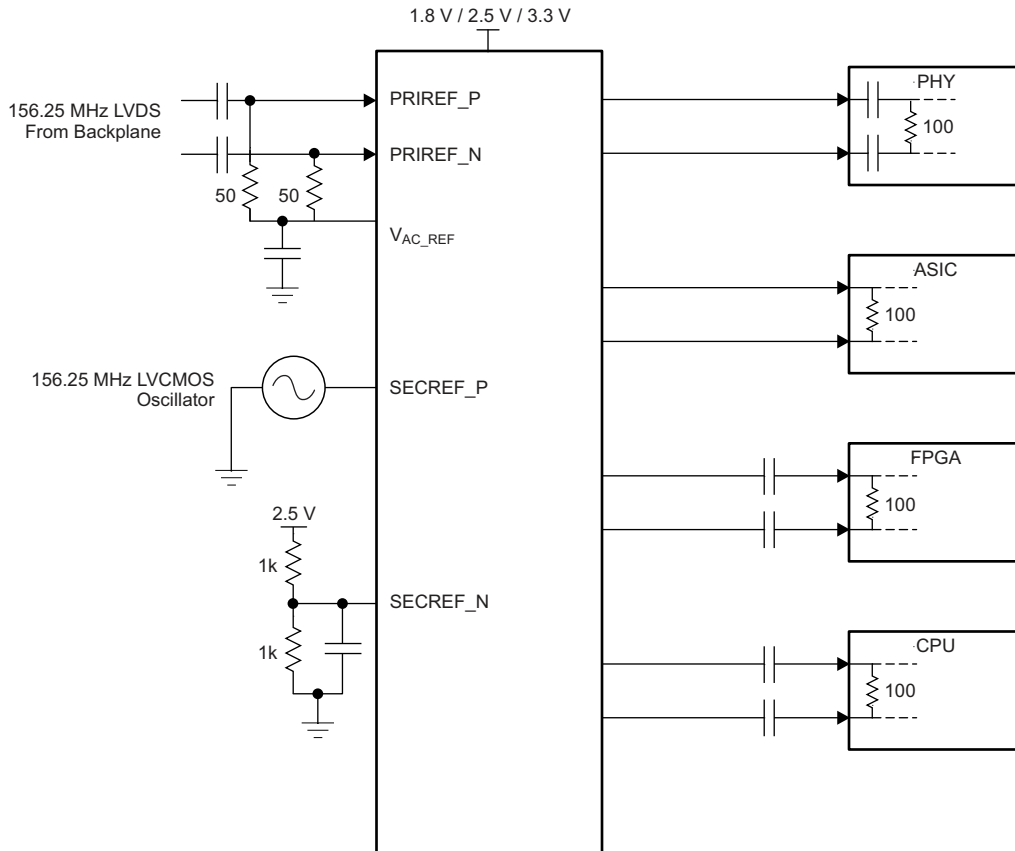 1.8 V / 2.5 V / 3.3 V
156.25 MHz LVDS
From Backplane
PRIREF_P
PRIREF_N
50
50
VAC_REF
156.25 MHz LVCMOS
Oscillator
SECREF_P
2.5 V
1k
SECREF_N
1k
PHY
100
ASIC
100
FPGA
100
CPU
100